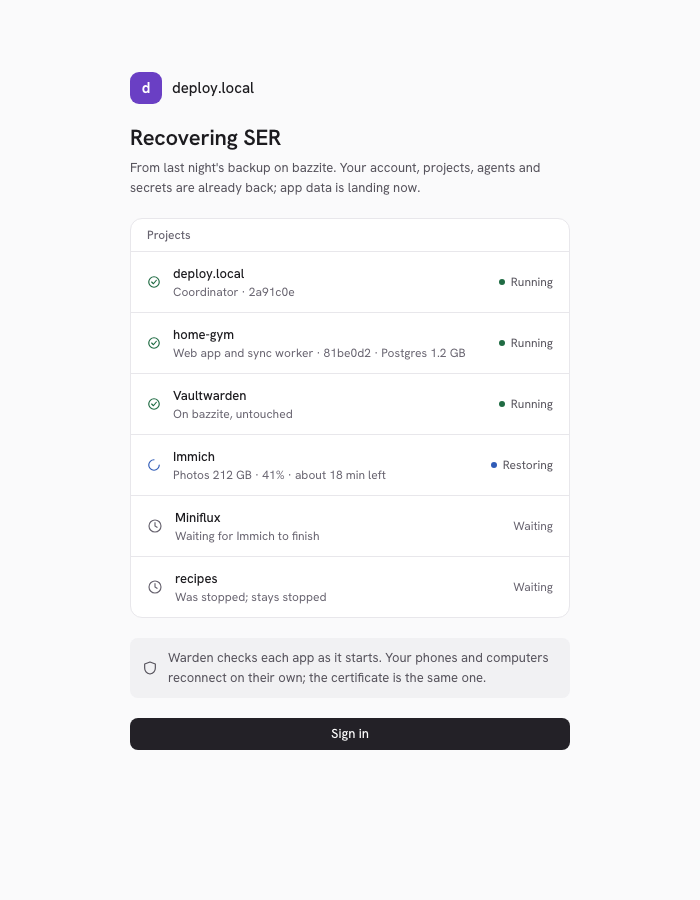 d
deploy.local
Recovering SER
From last night's backup on bazzite. Your account, projects, agents and
secrets are already back; app data is landing now.
Projects
deploy.local
Coordinator · 2a91c0e
Running
home-gym
Web app and sync worker · 81be0d2 · Postgres 1.2 GB
Running
Vaultwarden
On bazzite, untouched
Running
Immich
Photos 212 GB · 41% · about 18 min left
Restoring
Miniflux
Waiting for Immich to finish
Waiting
recipes
Was stopped; stays stopped
Waiting
Warden checks each app as it starts. Your phones and computers
reconnect on their own; the certificate is the same one.
Sign in